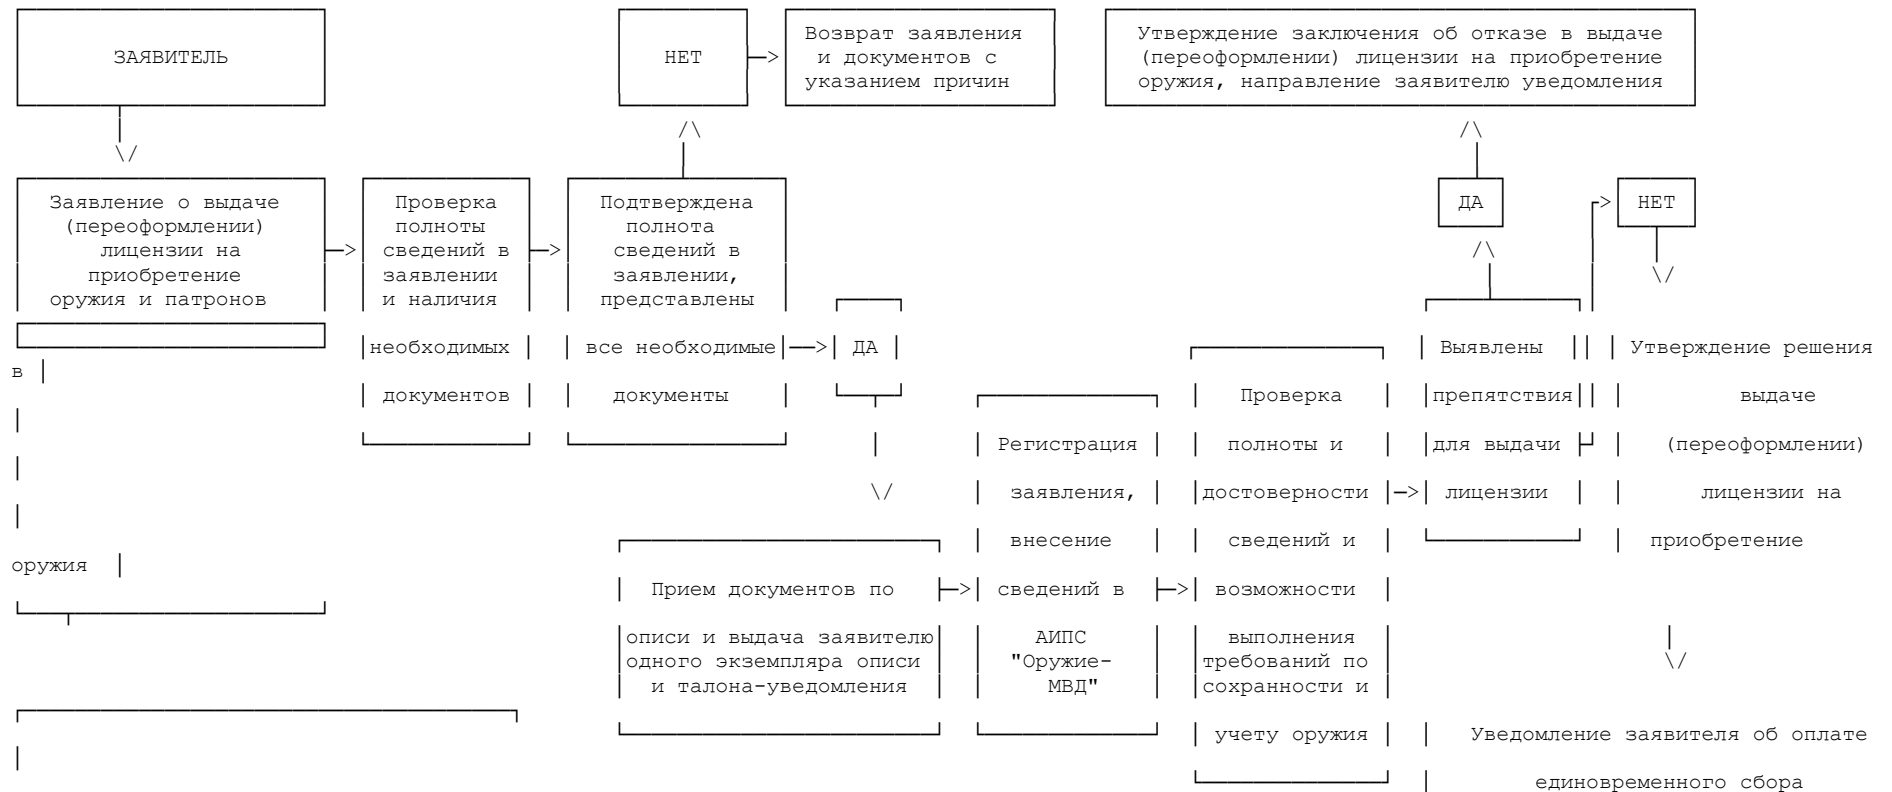 ЗАЯВИТЕЛЬ
НЕТ
Возврат заявления
и документов с
указанием причин
Утверждение заключения об отказе в выдаче
(переоформлении) лицензии на приобретение
оружия, направление заявителю уведомления
Заявление о выдаче
(переоформлении)
лицензии на
приобретение
оружия и патронов
Проверка
полноты
сведений в
заявлении
и наличия
необходимых
документов
Подтверждена
полнота
сведений в
заявлении,
представлены
все необходимые
документы
ДА
НЕТ
ДА
в
оружия
Прием документов по
описи и выдача заявителю
одного экземпляра описи
и талона-уведомления
Регистрация
заявления,
внесение
сведений в
АИПС
"Оружие-
МВД"
Проверка
полноты и
достоверности
сведений и
возможности
выполнения
требований по
сохранности и
учету оружия
Выявлены
препятствия
для выдачи
лицензии
Утверждение решения
выдаче
(переоформлении)
лицензии на
приобретение
Уведомление заявителя об оплате
единовременного сбора